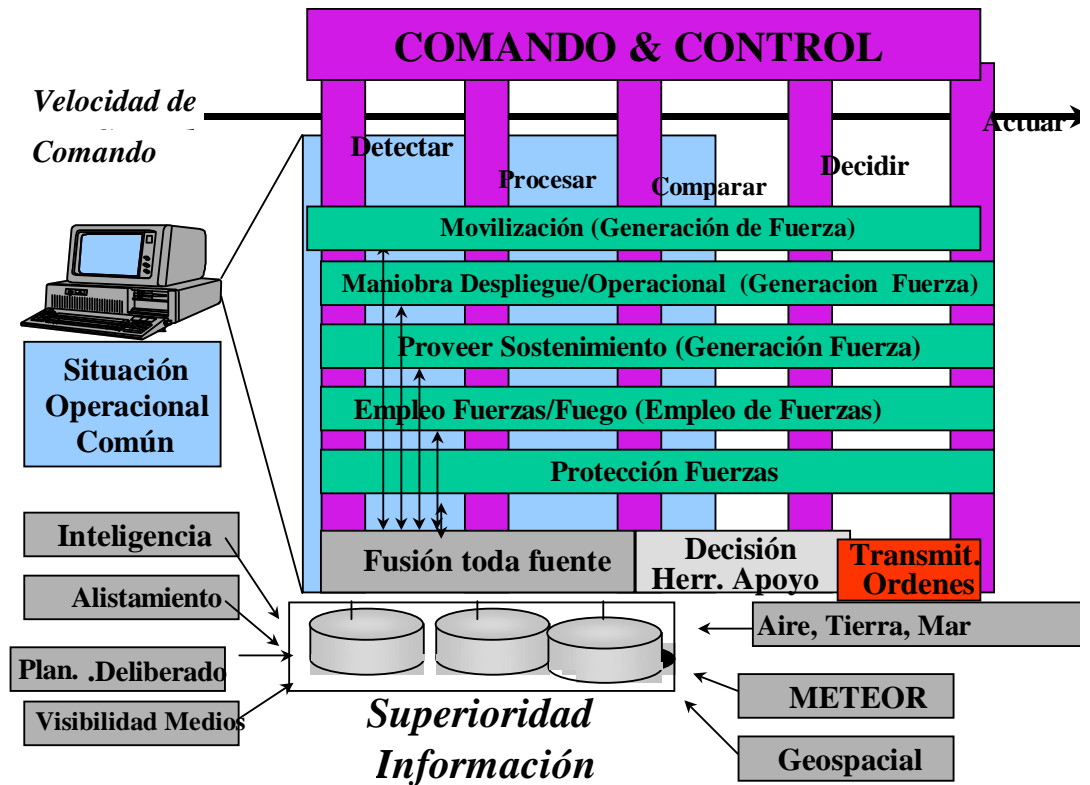 COMANDO & CONTROL
Velocidad de
Comando
Actuar
Detectar
Decidir
Procesar
Comparar
Movilización (Generación de Fuerza)
Maniobra Despliegue/Operacional (Generacion Fuerza)
Proveer Sostenimiento (Generación Fuerza)
Empleo Fuerzas/Fuego (Empleo de Fuerzas)
Protección Fuerzas
Situación
Operacional
Común
Fusión toda fuente
Decisión
Herr. Apoyo
Transmit.
Ordenes
Inteligencia
Alistamiento
Plan. .Deliberado
Visibilidad Medios
Aire, Tierra, Mar
METEOR
Geospacial
Superioridad
Información